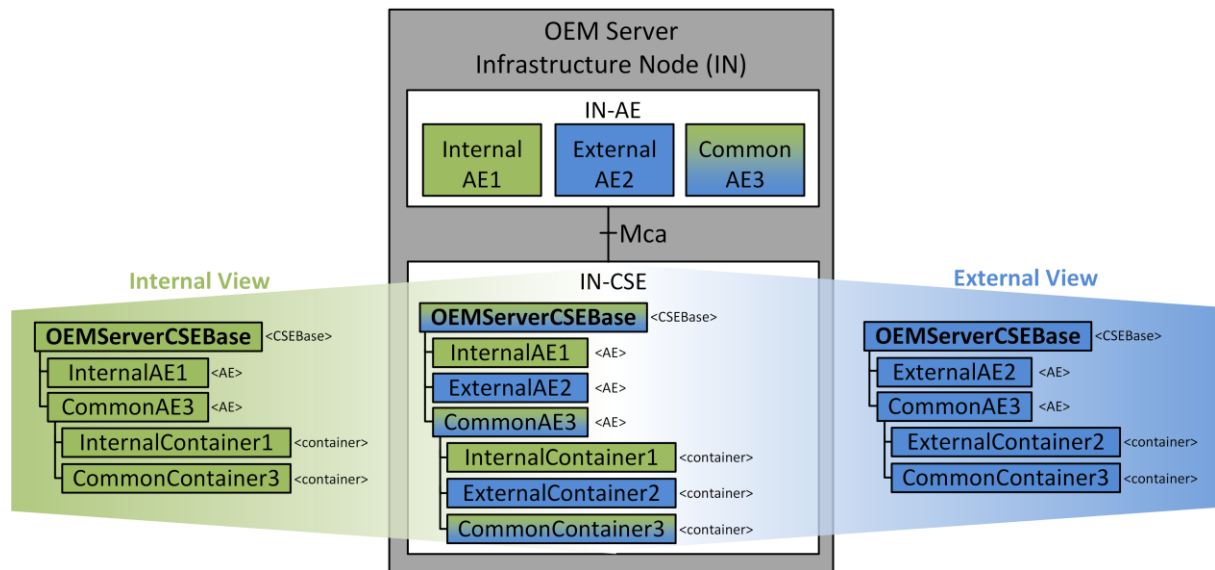 OEM Server
Infrastructure Node (IN)
IN-AE
Internal
AE1
External
AE2
Common
AE3
Mca
Internal View
OEMServerCSEBase <CSEBase>
InternalAE1 <AE>
CommonAE3 <AE>
InternalContainer1 <container>
CommonContainer3 <container>
IN-CSE
OEMServerCSEBase <CSEBase>
InternalAE1 <AE>
ExternalAE2 <AE>
CommonAE3 <AE>
InternalContainer1 <container>
ExternalContainer2 <container>
CommonContainer3 <container>
External View
OEMServerCSEBase <CSEBase>
ExternalAE2 <AE>
CommonAE3 <AE>
ExternalContainer2 <container>
CommonContainer3 <container>